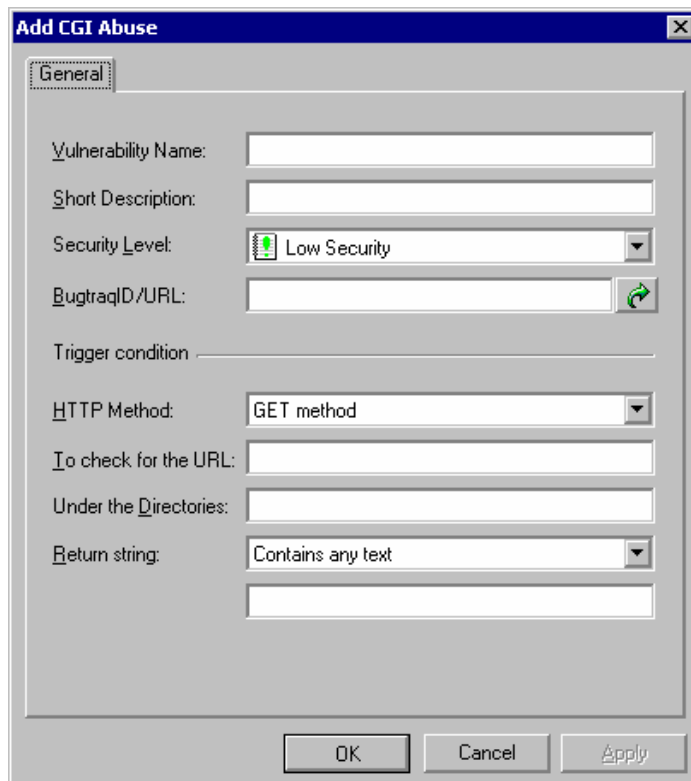 Add CGI Abuse
General
Vulnerability Name:
Short Description:
Security Level:
Low Security
BugtraqID/URL:
Trigger condition
HTTP Method:
GET method
To check for the URL:
Under the Directories:
Return string:
Contains any text
OK
Cancel
Apply